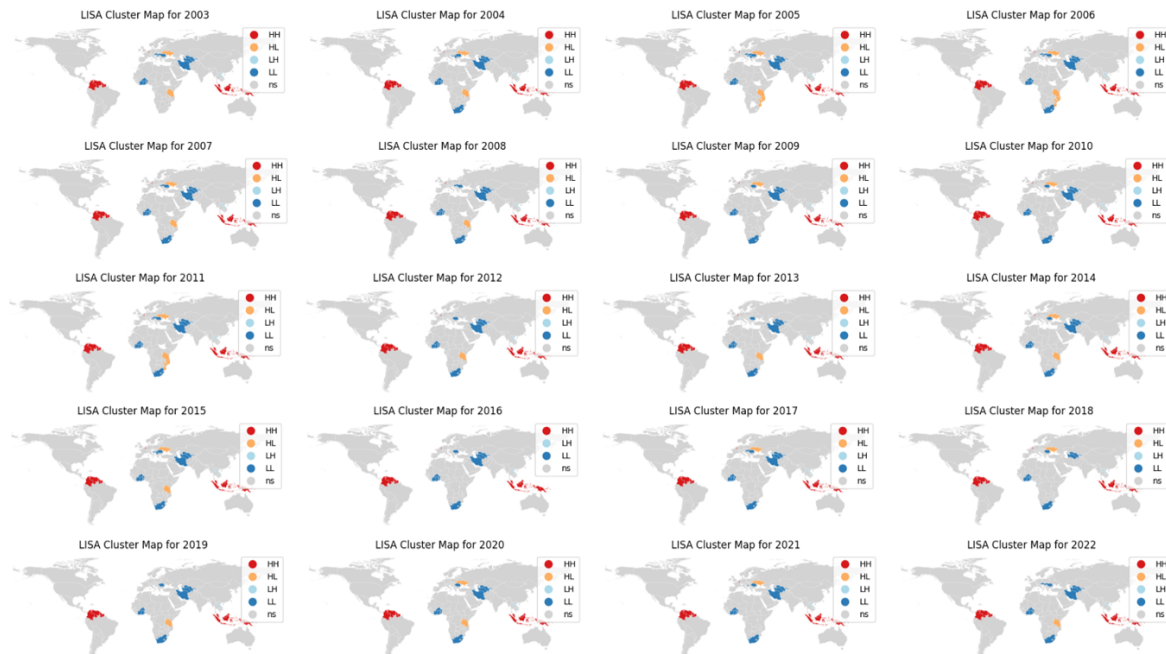 LISA Cluster Map for 2003
HH
HL
LH
LL
ns
LISA Cluster Map for 2004
HH
HL
LH
LL
ns
LISA Cluster Map for 2005
HH
HL
LH
LL
ns
LISA Cluster Map for 2006
HH
HL
LH
LL
ns
LISA Cluster Map for 2007
HH
HL
LH
LL
ns
LISA Cluster Map for 2008
HH
HL
LH
LL
ns
LISA Cluster Map for 2009
HH
HL
LH
LL
ns
LISA Cluster Map for 2010
HH
HL
LH
LL
ns
LISA Cluster Map for 2011
HH
HL
LH
LL
ns
LISA Cluster Map for 2012
HH
HL
LH
LL
ns
LISA Cluster Map for 2013
HH
HL
LH
LL
ns
LISA Cluster Map for 2014
HH
HL
LH
LL
ns
LISA Cluster Map for 2015
HH
HL
LH
LL
ns
LISA Cluster Map for 2016
HH
LH
LL
ns
LISA Cluster Map for 2017
HH
HL
LH
LL
ns
LISA Cluster Map for 2018
HH
HL
LH
LL
ns
LISA Cluster Map for 2019
HH
HL
LH
LL
ns
LISA Cluster Map for 2020
HH
HL
LH
LL
ns
LISA Cluster Map for 2021
HH
HL
LH
LL
ns
LISA Cluster Map for 2022
HH
HL
LH
LL
ns